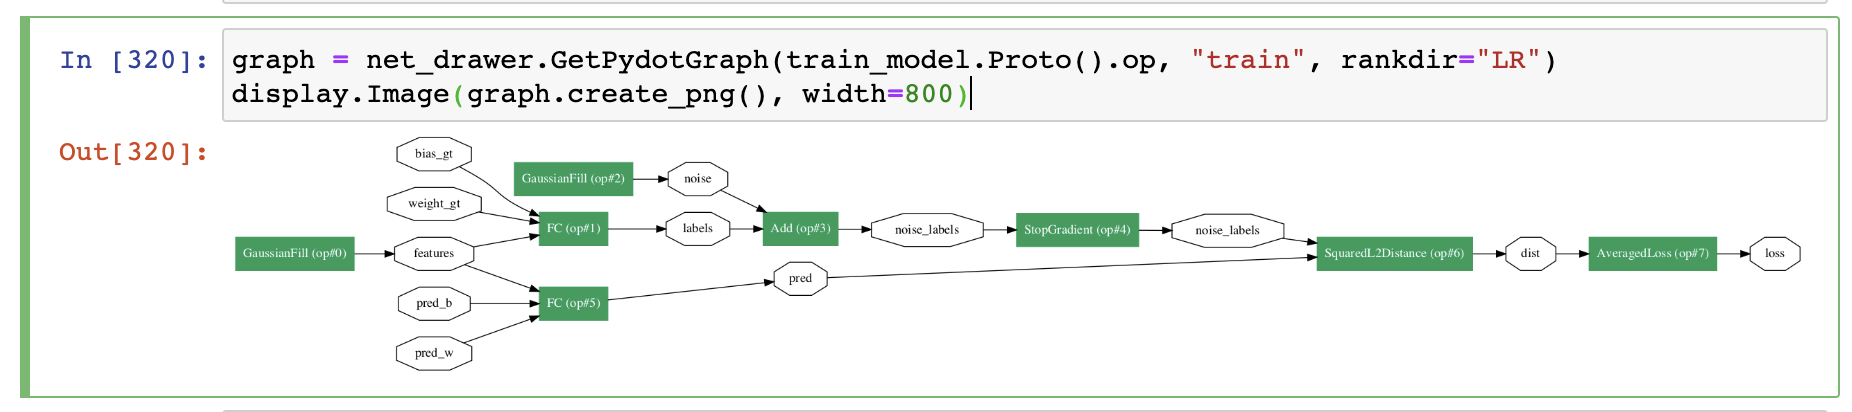 In [320]:
graph = net_drawer.GetPydotGraph(train_model.Proto().op, "train", rankdir="LR")
display.Image(graph.create_png(), width=800)
Out[320]:
bias_gt
GaussianFill (op#2)
noise
weight_gt
FC (op#1)
labels
Add (op#3)
noise_labels
StopGradient (op#4)
noise_labels
GaussianFill (op#0)
features
SquaredL2Distance (op#6)
dist
AveragedLoss (op#7)
loss
pred
pred_b
FC (op#5)
pred_w